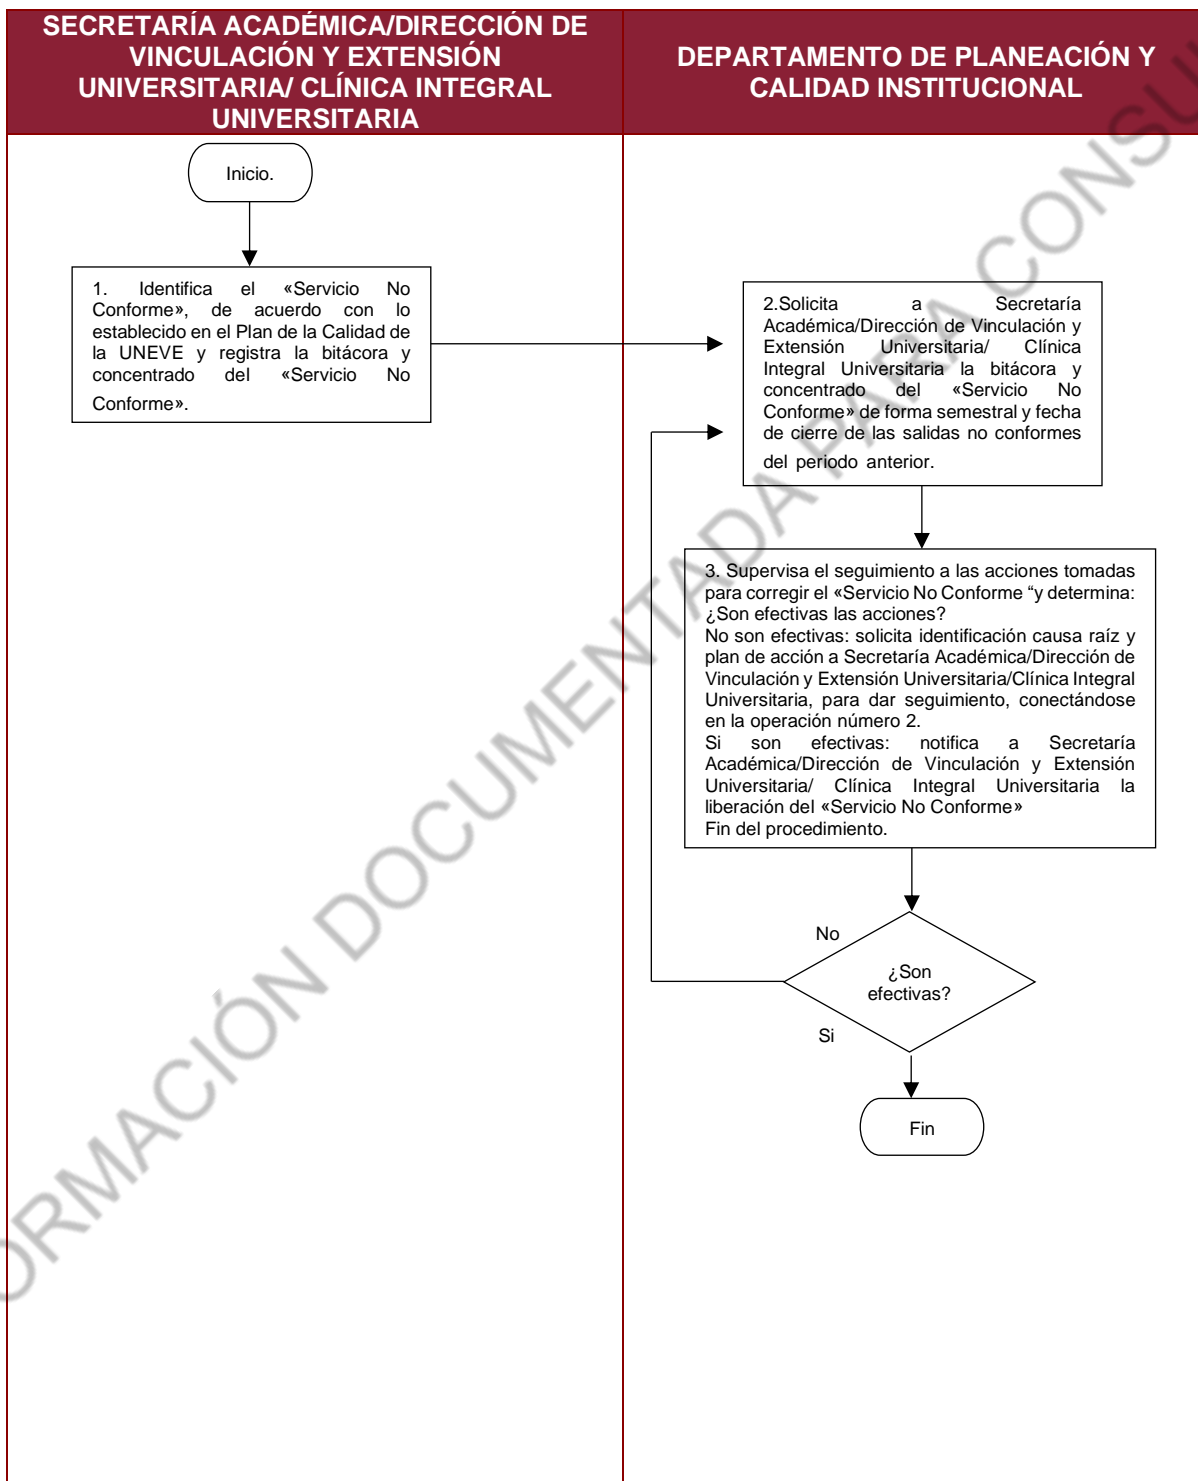 SECRETARÍA ACADÉMICA/DIRECCIÓN DE
VINCULACIÓN Y EXTENSIÓN
UNIVERSITARIA/ CLÍNICA INTEGRAL
UNIVERSITARIA
DEPARTAMENTO DE PLANEACIÓN Y
CALIDAD INSTITUCIONAL
Inicio.
1. Identifica el «Servicio No
Conforme», de acuerdo con lo
establecido en el Plan de la Calidad de
la UNEVE y registra la bitácora y
concentrado del «Servicio No
Conforme».
2.Solicita a Secretaría
Académica/Dirección de Vinculación y
Extensión Universitaria/ Clínica
Integral Universitaria la bitácora y
concentrado del «Servicio No
Conforme» de forma semestral y fecha
de cierre de las salidas no conformes
del periodo anterior.
3. Supervisa el seguimiento a las acciones tomadas
para corregir el «Servicio No Conforme “y determina:
¿Son efectivas las acciones?
No son efectivas: solicita identificación causa raíz y
plan de acción a Secretaría Académica/Dirección de
Vinculación y Extensión Universitaria/Clínica Integral
Universitaria, para dar seguimiento, conectándose
en la operación número 2.
Si son efectivas: notifica a Secretaría
Académica/Dirección de Vinculación y Extensión
Universitaria/ Clínica Integral Universitaria la
liberación del «Servicio No Conforme»
Fin del procedimiento.
No
¿Son
efectivas?
Si
Fin
ORMACIÓN DOCUMENTADA PARA CONSU